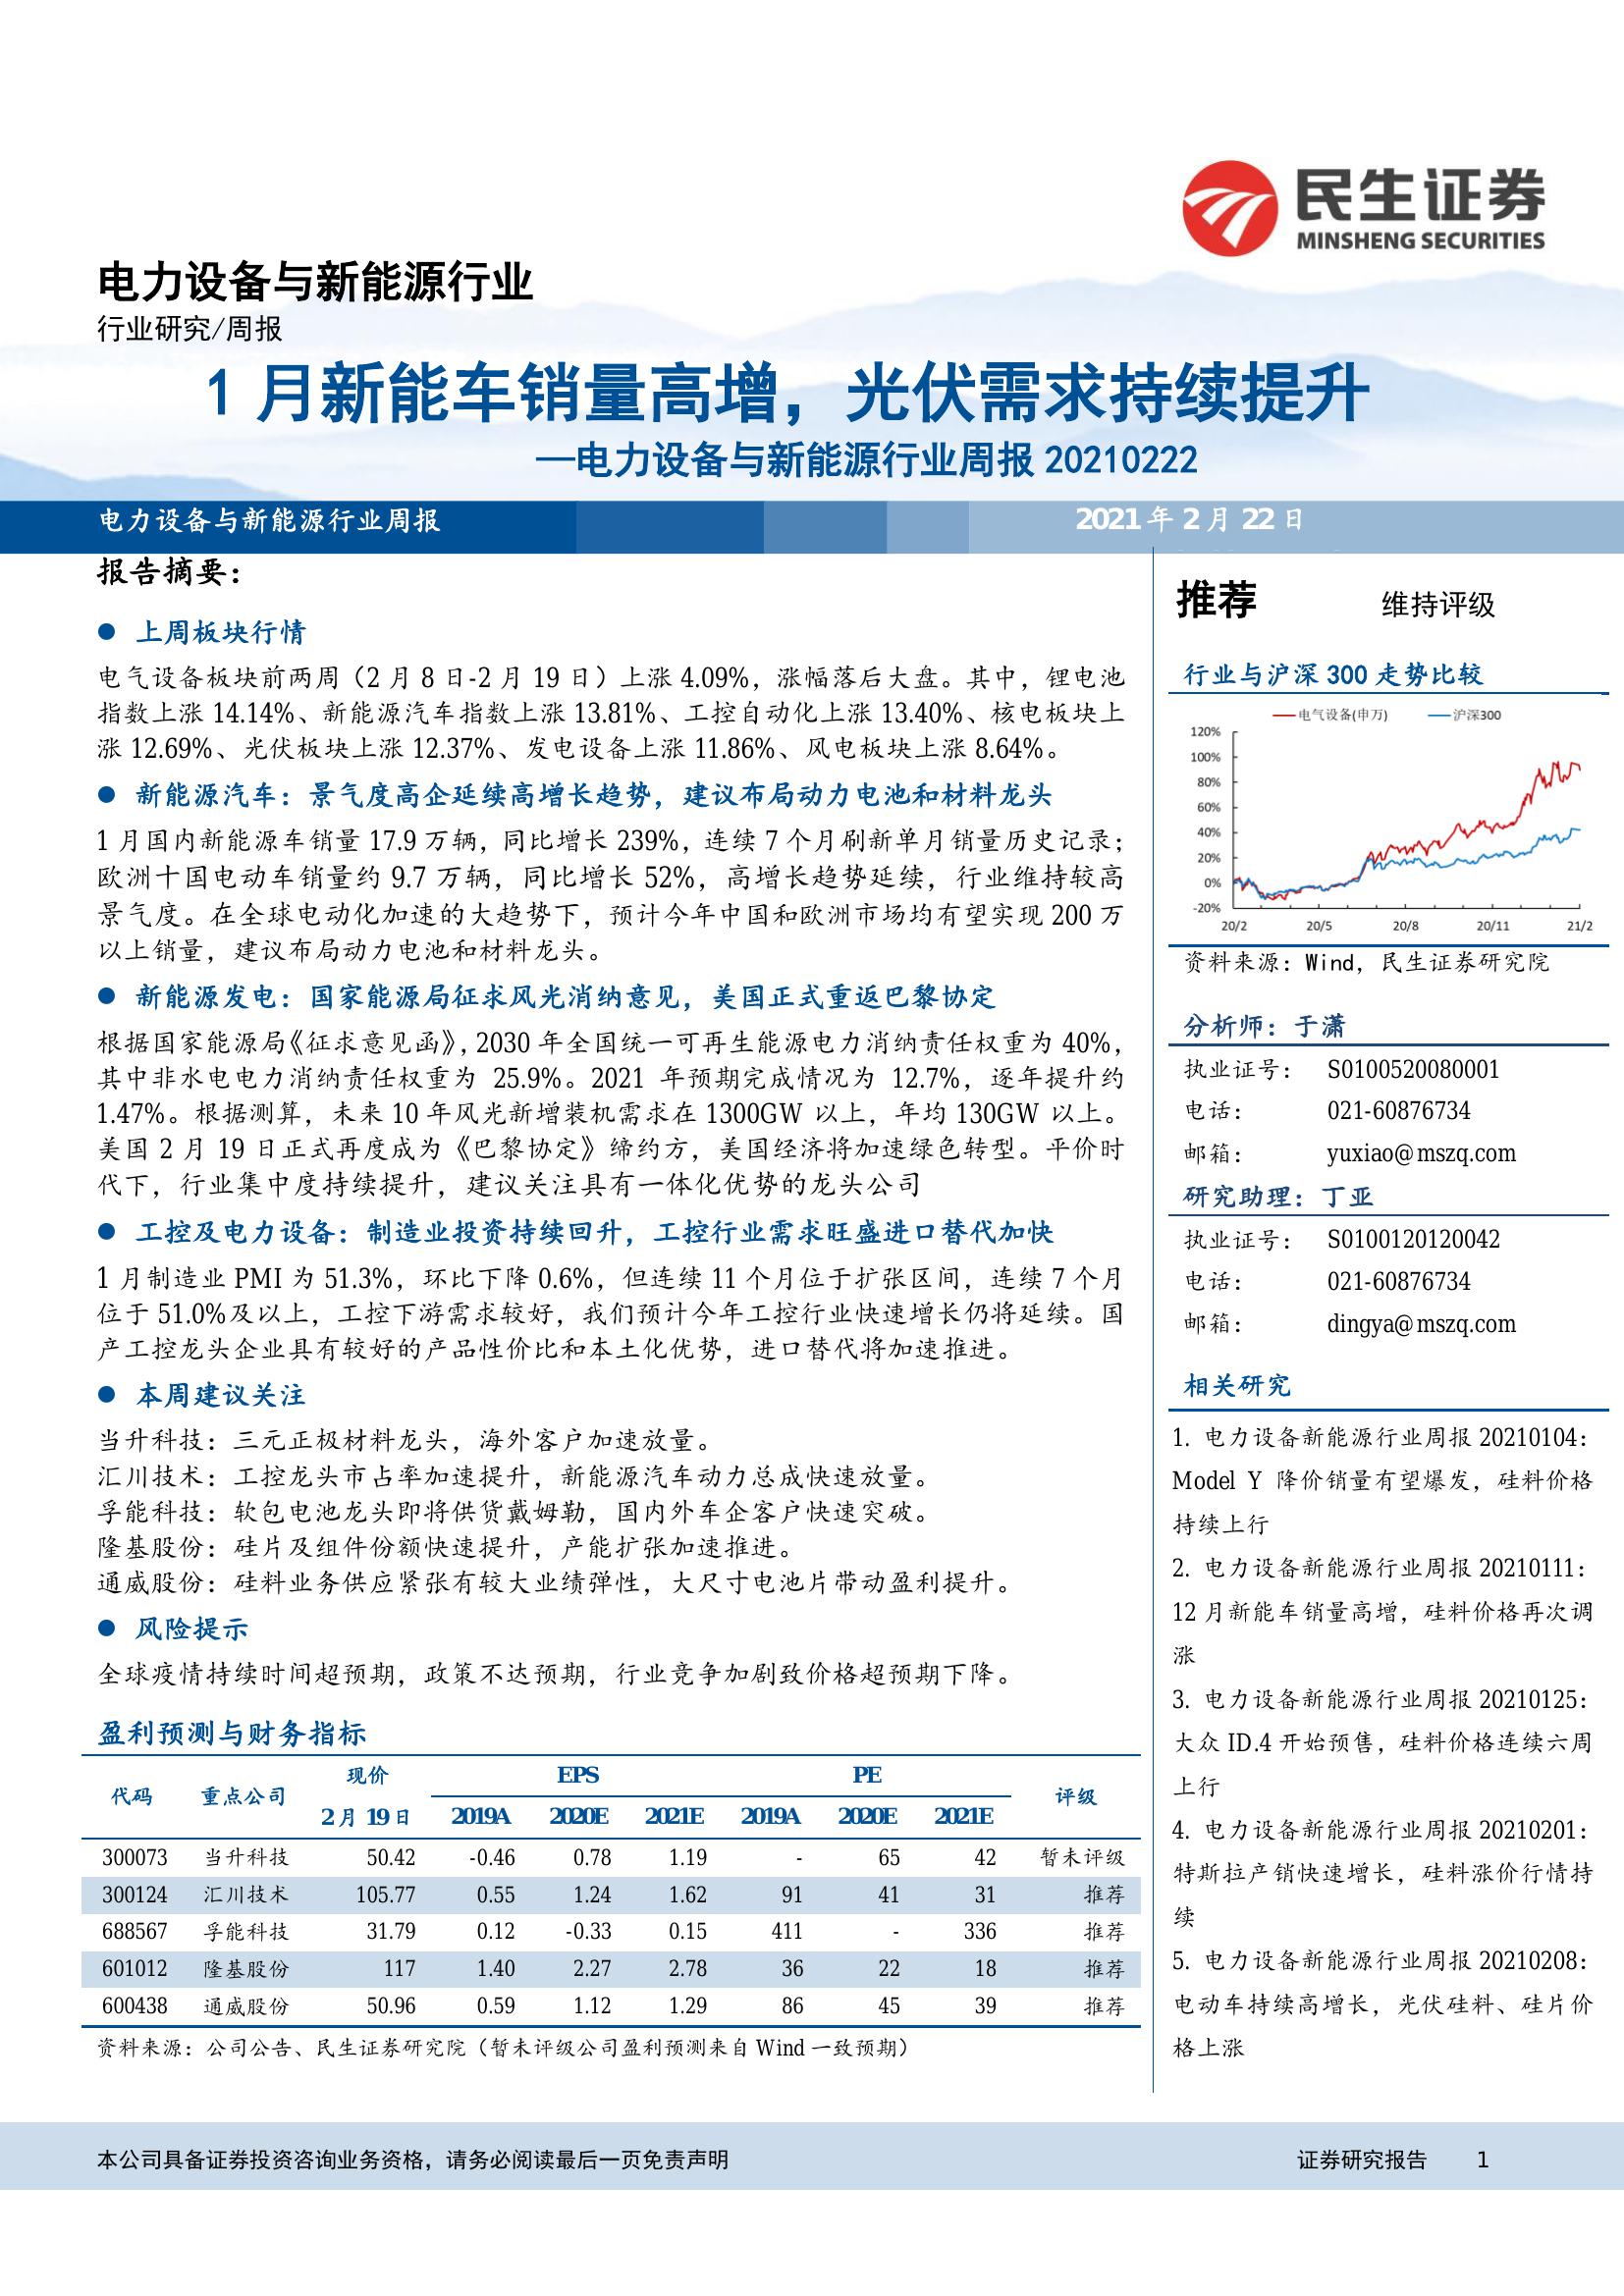 民生证券
MINSHENG SECURITIES
电力设备与新能源行业
行业研究/周报
1 月新能车销量高增，光伏需求持续提升
—电力设备与新能源行业周报 20210222
电力设备与新能源行业周报
2021 年 2 月 22 日
报告摘要：
● 上周板块行情
电气设备板块前两周（2 月 8 日-2 月 19 日）上涨 4.09%，涨幅落后大盘。其中，锂电池
指数上涨 14.14%、新能源汽车指数上涨 13.81%、工控自动化上涨 13.40%、核电板块上
涨 12.69%、光伏板块上涨 12.37%、发电设备上涨 11.86%、风电板块上涨 8.64%。
● 新能源汽车：景气度高企延续高增长趋势，建议布局动力电池和材料龙头
1 月国内新能源车销量 17.9 万辆，同比增长 239%，连续 7 个月刷新单月销量历史记录；
欧洲十国电动车销量约 9.7 万辆，同比增长 52%，高增长趋势延续，行业维持较高
景气度。在全球电动化加速的大趋势下，预计今年中国和欧洲市场均有望实现 200 万
以上销量，建议布局动力电池和材料龙头。
● 新能源发电：国家能源局征求风光消纳意见，美国正式重返巴黎协定
根据国家能源局《征求意见函》，2030 年全国统一可再生能源电力消纳责任权重为 40%，
其中非水电电力消纳责任权重为 25.9%。2021 年预期完成情况为 12.7%，逐年提升约
1.47%。根据测算，未来 10 年风光新增装机需求在 1300GW 以上，年均 130GW 以上。
美国 2 月 19 日正式再度成为《巴黎协定》缔约方，美国经济将加速绿色转型。平价时
代下，行业集中度持续提升，建议关注具有一体化优势的龙头公司
● 工控及电力设备：制造业投资持续回升，工控行业需求旺盛进口替代加快
1 月制造业 PMI 为 51.3%，环比下降 0.6%，但连续 11 个月位于扩张区间，连续 7 个月
位于 51.0%及以上，工控下游需求较好，我们预计今年工控行业快速增长仍将延续。国
产工控龙头企业具有较好的产品性价比和本土化优势，进口替代将加速推进。
● 本周建议关注
当升科技：三元正极材料龙头，海外客户加速放量。
汇川技术：工控龙头市占率加速提升，新能源汽车动力总成快速放量。
孚能科技：软包电池龙头即将供货戴姆勒，国内外车企客户快速突破。
隆基股份：硅片及组件份额快速提升，产能扩张加速推进。
通威股份：硅料业务供应紧张有较大业绩弹性，大尺寸电池片带动盈利提升。
● 风险提示
全球疫情持续时间超预期，政策不达预期，行业竞争加剧致价格超预期下降。
盈利预测与财务指标
代码 重点公司 现价 EPS PE 评级
2 月 19 日 2019A 2020E 2021E 2019A 2020E 2021E
300073 当升科技 50.42 -0.46 0.78 1.19 - 65 42 暂未评级
300124 汇川技术 105.77 0.55 1.24 1.62 91 41 31 推荐
688567 孚能科技 31.79 0.12 -0.33 0.15 411 - 336 推荐
601012 隆基股份 117 1.40 2.27 2.78 36 22 18 推荐
600438 通威股份 50.96 0.59 1.12 1.29 86 45 39 推荐
资料来源：公司公告、民生证券研究院（暂未评级公司盈利预测来自 Wind 一致预期）
推荐 维持评级
行业与沪深 300 走势比较
电气设备(申万) 沪深300
120%
100%
80%
60%
40%
20%
0%
-20%
20/2 20/5 20/8 20/11 21/2
资料来源：Wind，民生证券研究院
分析师：于潇
执业证号： S0100520080001
电话： 021-60876734
邮箱： yuxiao@mszq.com
研究助理：丁亚
执业证号： S0100120120042
电话： 021-60876734
邮箱： dingya@mszq.com
相关研究
1. 电力设备新能源行业周报 20210104：
Model Y 降价销量有望爆发，硅料价格
持续上行
2. 电力设备新能源行业周报 20210111：
12 月新能车销量高增，硅料价格再次调
涨
3. 电力设备新能源行业周报 20210125：
大众 ID.4 开始预售，硅料价格连续六周
上行
4. 电力设备新能源行业周报 20210201：
特斯拉产销快速增长，硅料涨价行情持
续
5. 电力设备新能源行业周报 20210208：
电动车持续高增长，光伏硅料、硅片价
格上涨
本公司具备证券投资咨询业务资格，请务必阅读最后一页免责声明
证券研究报告 1